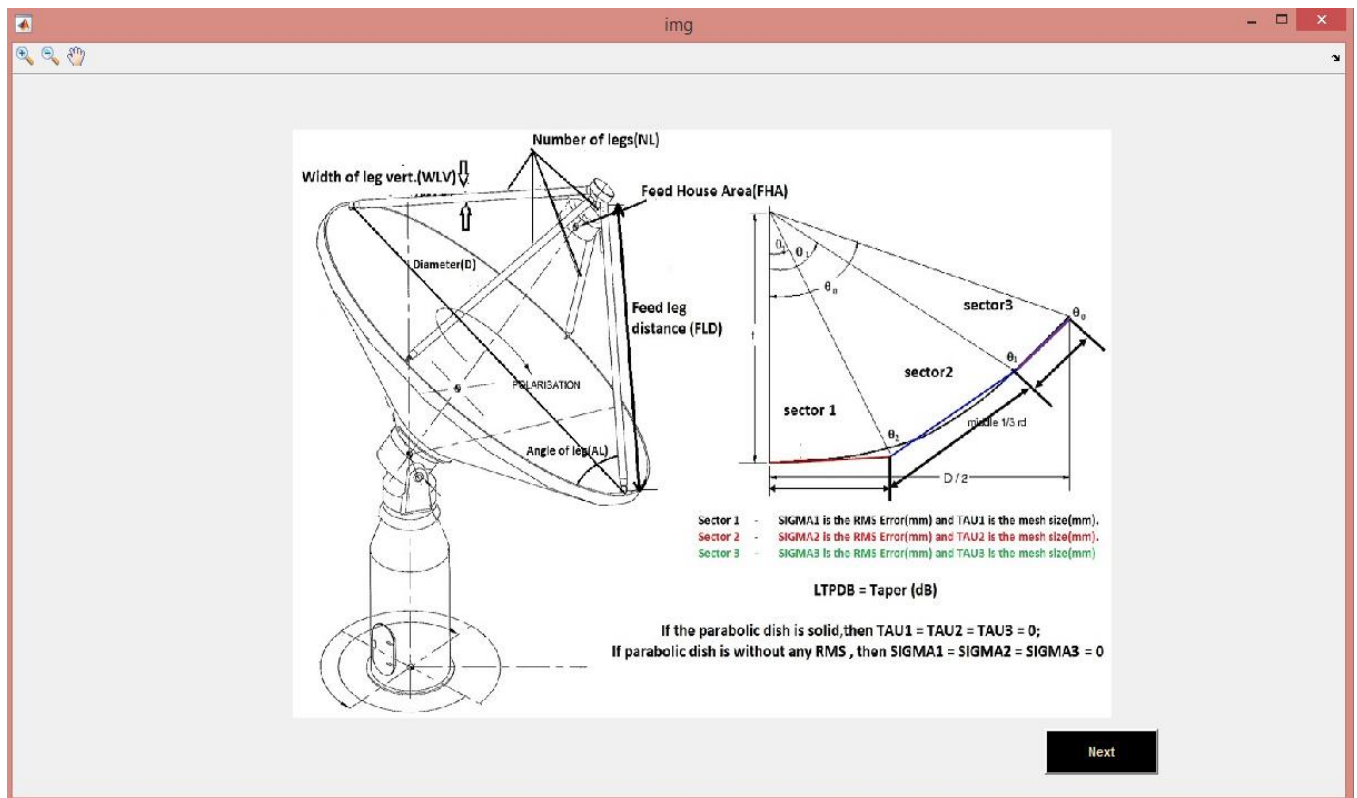 img
Number of legs(NL)
Width of leg vert.(WLV)
Feed House Area(FHA)
Diameter(D)
Feed leg
distance (FLD)
POLARISATION
Angle of leg(AL)
θ
θ₁
θₒ
f
sector3
θₒ
θ₁
sector2
sector 1
θ₂
middle 1/3 rd
D / 2
Sector 1 - SIGMA1 is the RMS Error(mm) and TAU1 is the mesh size(mm).
Sector 2 - SIGMA2 is the RMS Error(mm) and TAU2 is the mesh size(mm).
Sector 3 - SIGMA3 is the RMS Error(mm) and TAU3 is the mesh size(mm)
LTPDB = Taper (dB)
If the parabolic dish is solid,then TAU1 = TAU2 = TAU3 = 0;
If parabolic dish is without any RMS , then SIGMA1 = SIGMA2 = SIGMA3 = 0
Next